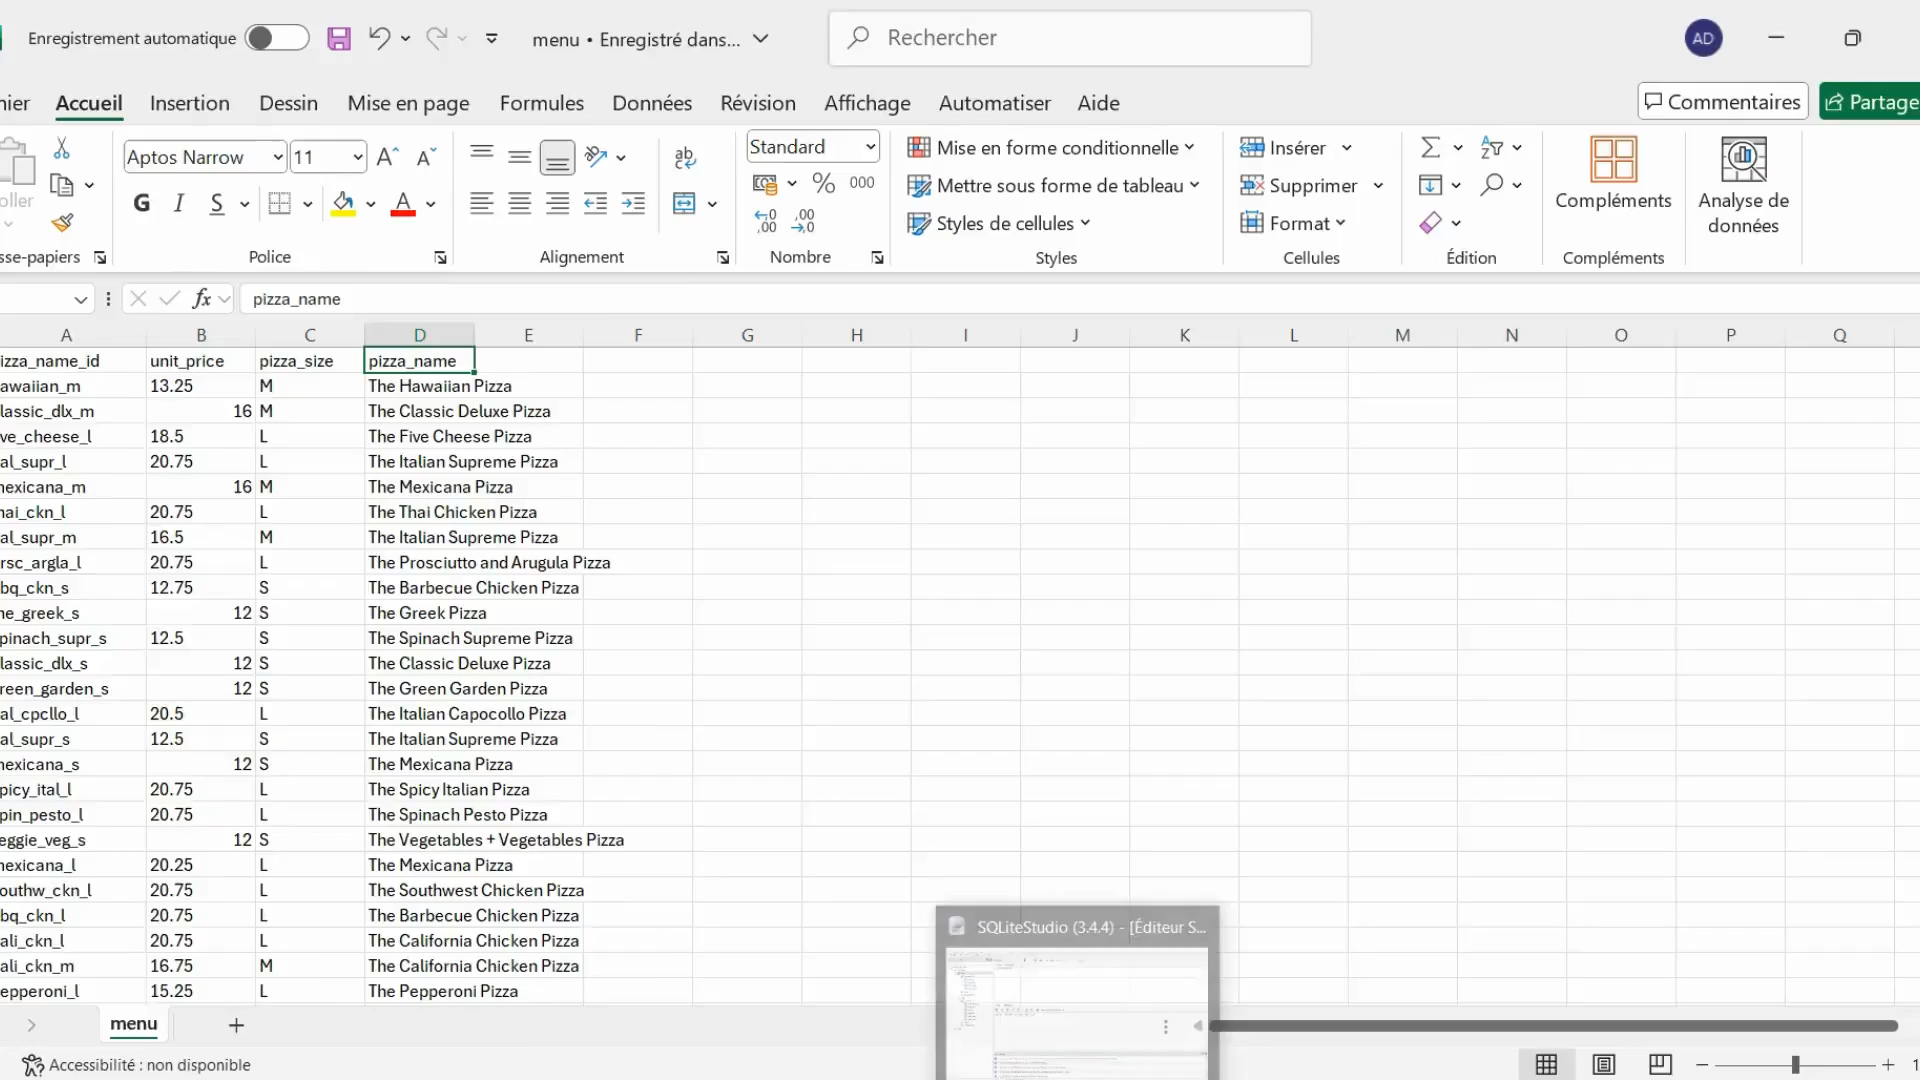 Enregistrement automatique
menu • Enregistré dans...
Rechercher
AD
nier Accueil Insertion Dessin Mise en page Formules Données Révision Affichage Automatiser Aide
Commentaires
Partage
oller
Aptos Narrow 11
G I S
Standard
% 000
Mise en forme conditionnelle
Mettre sous forme de tableau
Styles de cellules
Insérer
Supprimer
Format
Compléments
Analyse de
données
sse-papiers Police Alignement Nombre Styles Cellules Édition Compléments
fx pizza_name
A B C D E F G H I J K L M N O P Q
izza_name_id unit_price pizza_size pizza_name
awaiian_m 13.25 M The Hawaiian Pizza
lassic_dlx_m 16 M The Classic Deluxe Pizza
ve_cheese_l 18.5 L The Five Cheese Pizza
al_supr_l 20.75 L The Italian Supreme Pizza
nexicana_m 16 M The Mexicana Pizza
nai_ckn_l 20.75 L The Thai Chicken Pizza
al_supr_m 16.5 M The Italian Supreme Pizza
rsc_argla_l 20.75 L The Prosciutto and Arugula Pizza
bq_ckn_s 12.75 S The Barbecue Chicken Pizza
ne_greek_s 12 S The Greek Pizza
pinach_supr_s 12.5 S The Spinach Supreme Pizza
lassic_dlx_s 12 S The Classic Deluxe Pizza
reen_garden_s 12 S The Green Garden Pizza
al_cpcllo_l 20.5 L The Italian Capocollo Pizza
al_supr_s 12.5 S The Italian Supreme Pizza
nexicana_s 12 S The Mexicana Pizza
picy_ital_l 20.75 L The Spicy Italian Pizza
pin_pesto_l 20.75 L The Spinach Pesto Pizza
eggie_veg_s 12 S The Vegetables + Vegetables Pizza
nexicana_l 20.25 L The Mexicana Pizza
outhw_ckn_l 20.75 L The Southwest Chicken Pizza
bq_ckn_l 20.75 L The Barbecue Chicken Pizza
ali_ckn_l 20.75 L The California Chicken Pizza
ali_ckn_m 16.75 M The California Chicken Pizza
epperoni_l 15.25 L The Pepperoni Pizza
SQLiteStudio (3.4.4) - [Éditeur S...
menu
Accessibilité : non disponible